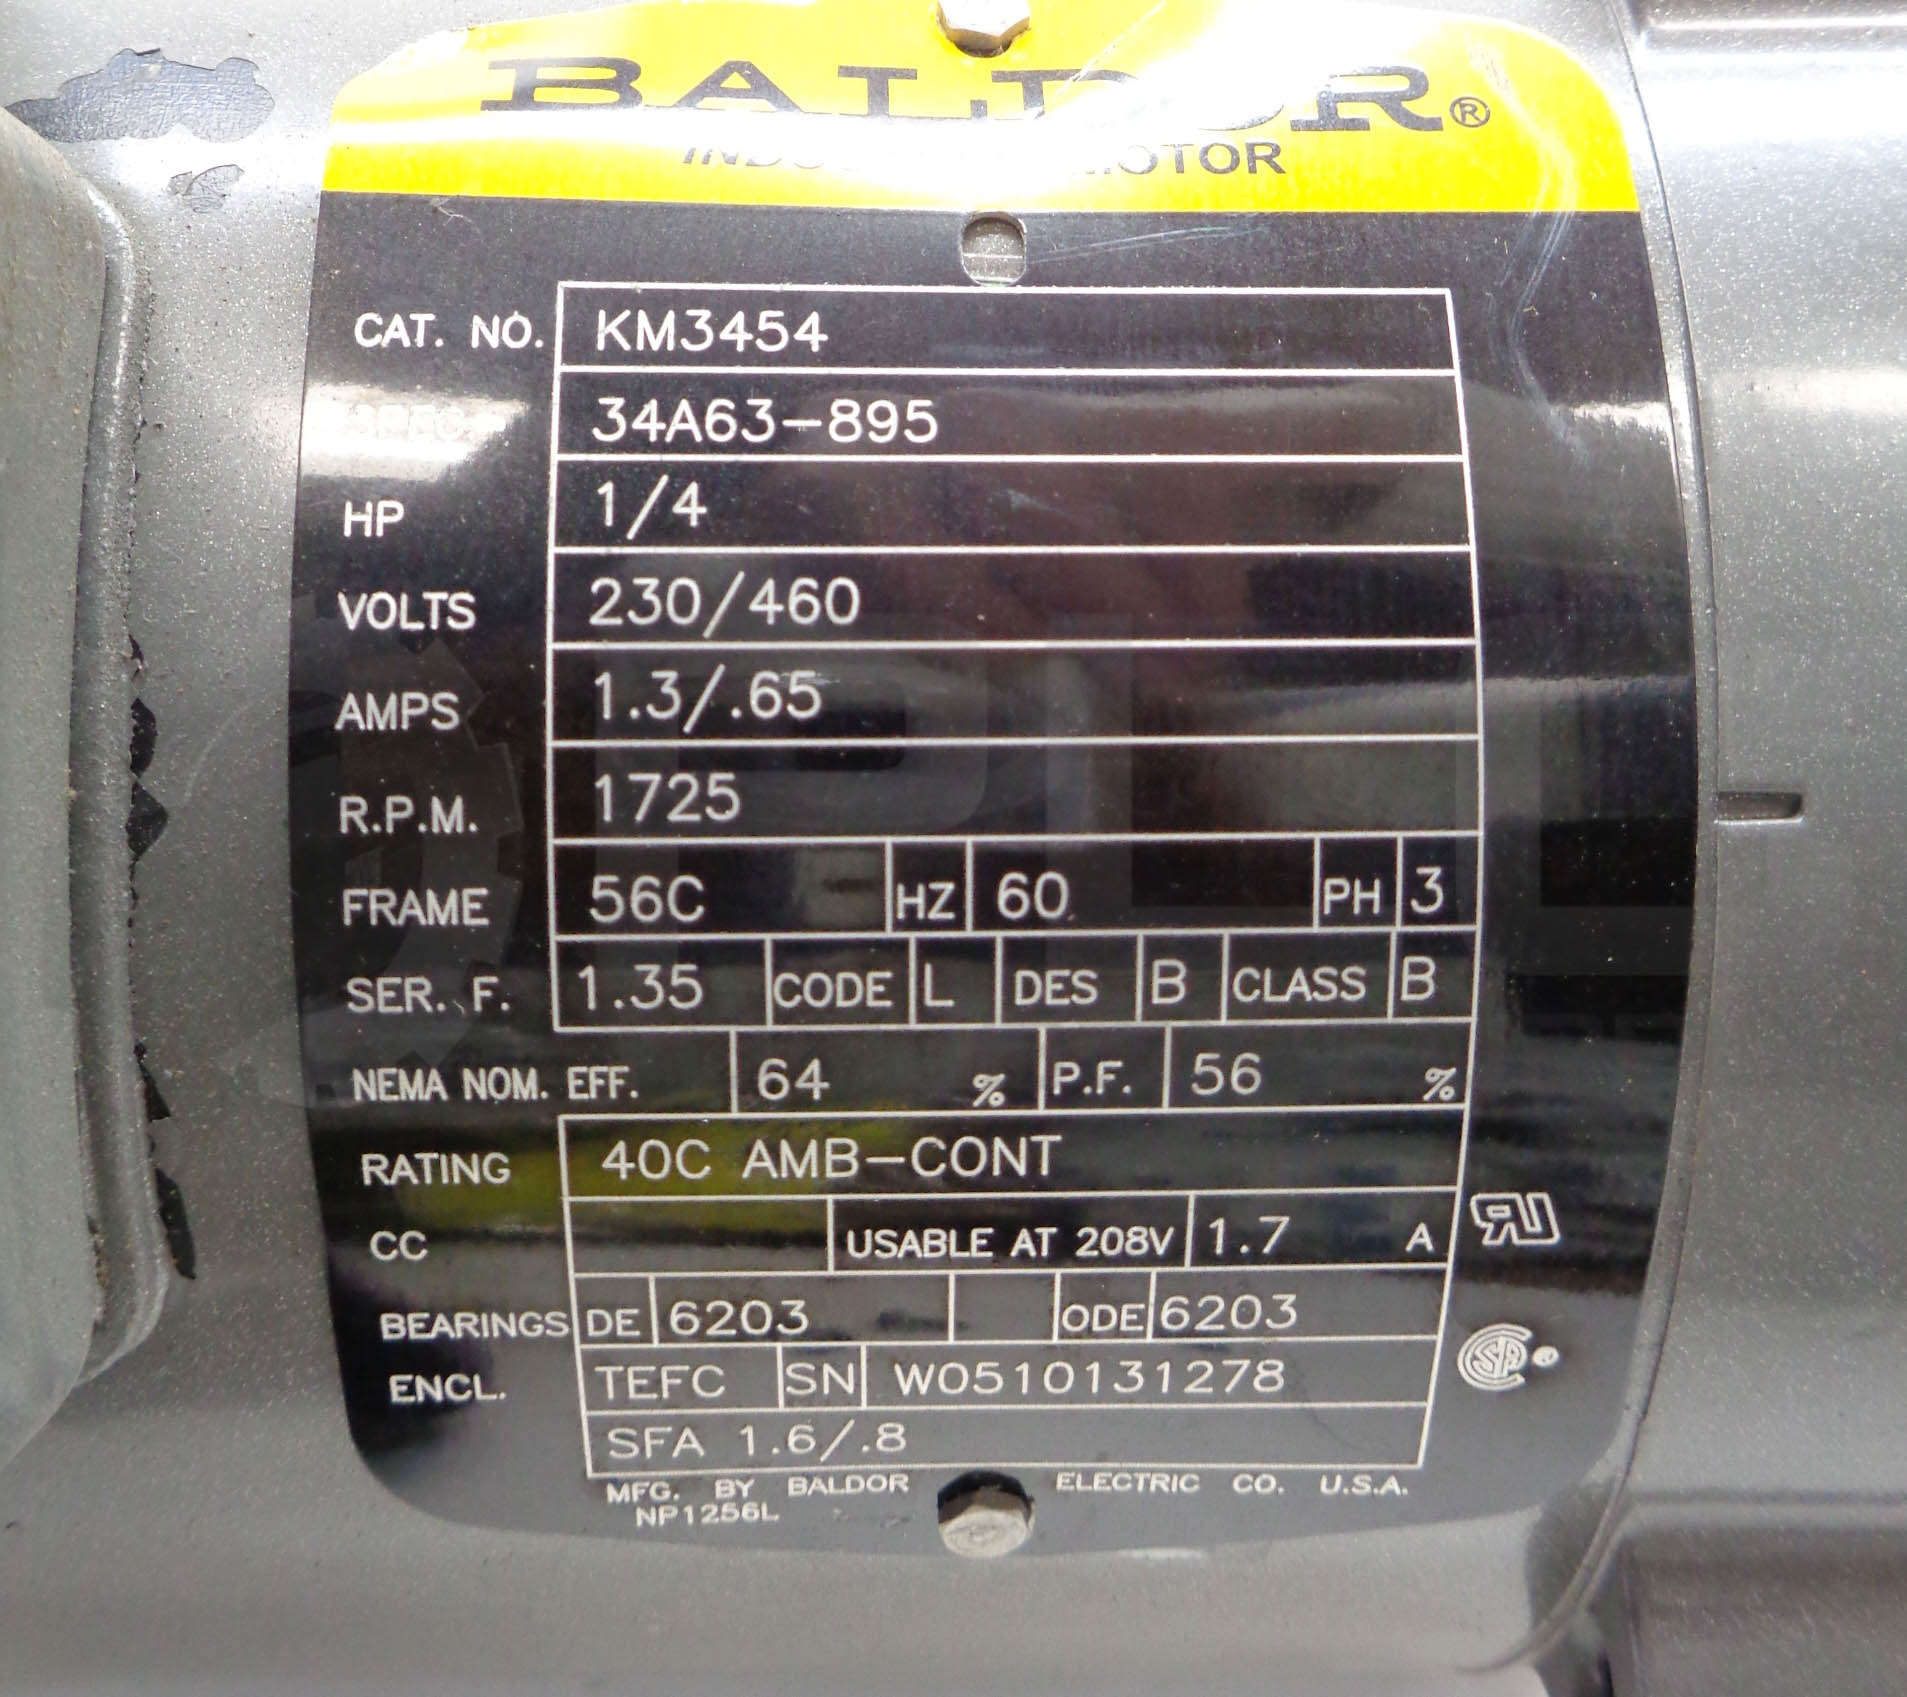 BALDOR®
MOTOR
CAT. NO. KM3454
SPEC. 34A63-895
HP 1/4
VOLTS 230/460
AMPS 1.3/.65
R.P.M. 1725
FRAME 56C HZ 60 PH 3
SER. F. 1.35 CODE L DES B CLASS B
NEMA NOM. EFF. 64 % P.F. 56 %
RATING 40C AMB-CONT
CC USABLE AT 208V 1.7 A
BEARINGS DE 6203 ODE 6203
ENCL. TEFC SN W0510131278
SFA 1.6/.8
MFG. BY BALDOR ELECTRIC CO. U.S.A.
NP1256L